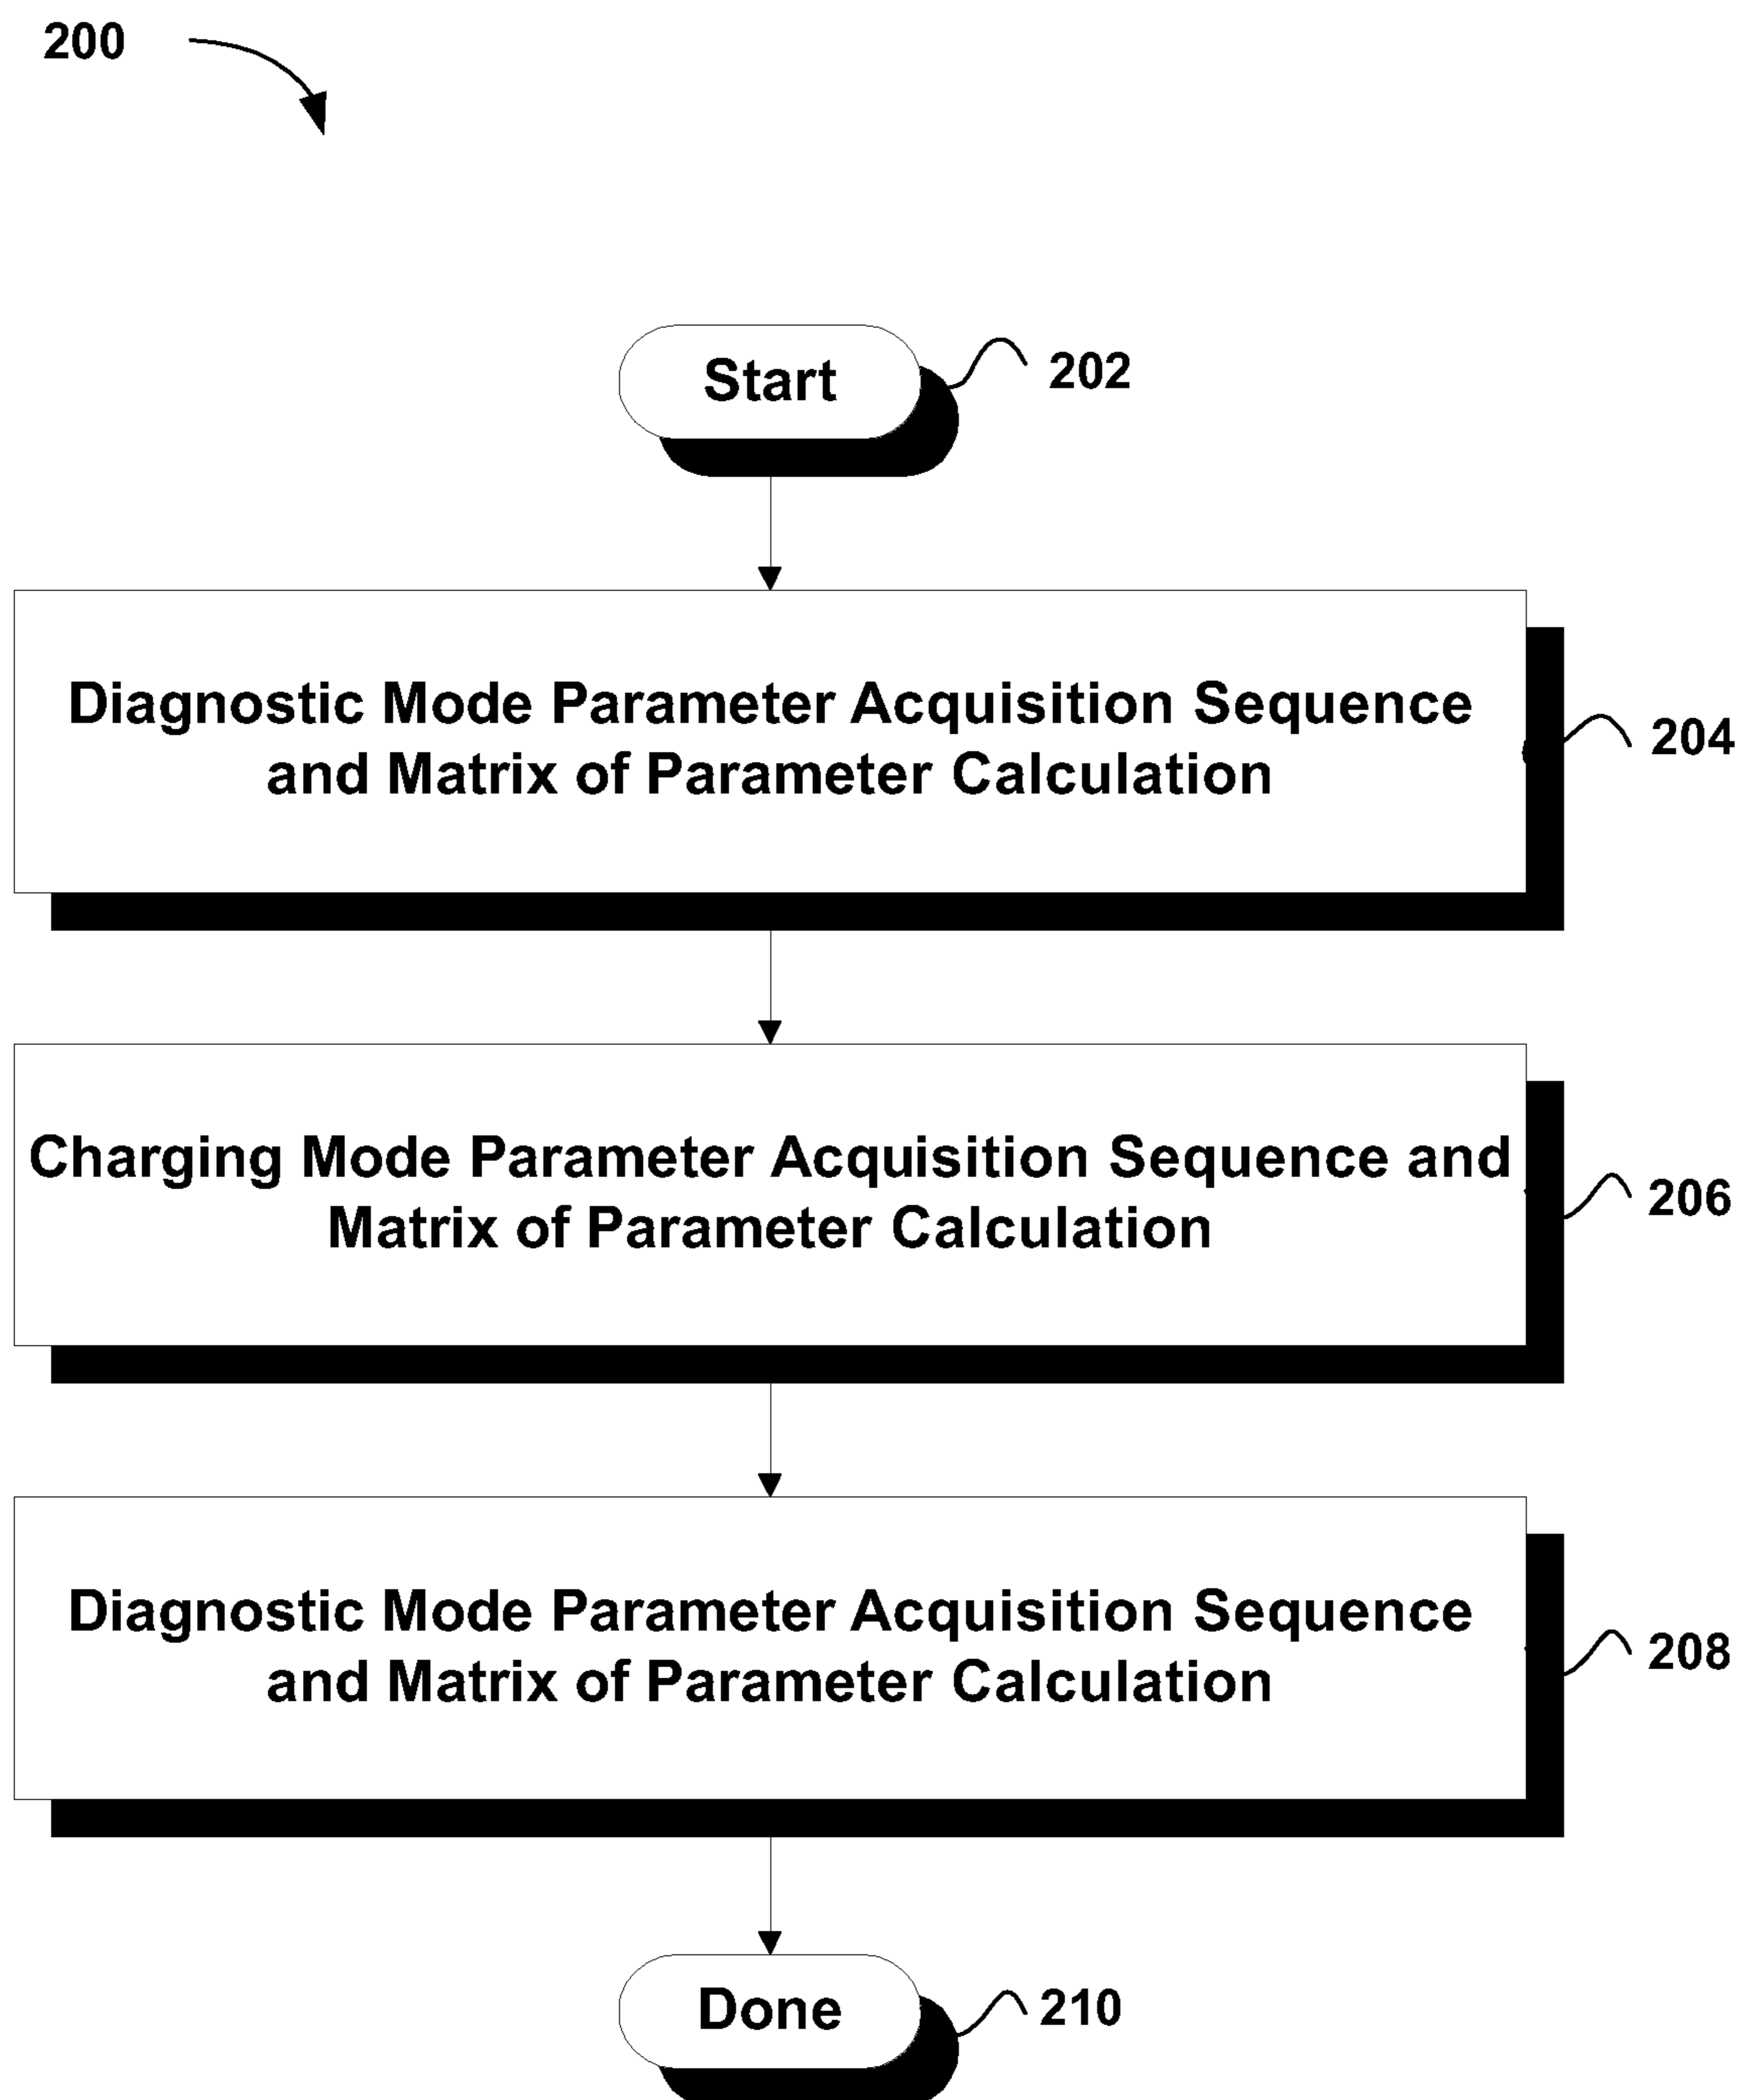 200
Start
202
Diagnostic Mode Parameter Acquisition Sequence
and Matrix of Parameter Calculation
204
Charging Mode Parameter Acquisition Sequence and
Matrix of Parameter Calculation
206
Diagnostic Mode Parameter Acquisition Sequence
and Matrix of Parameter Calculation
208
Done
210